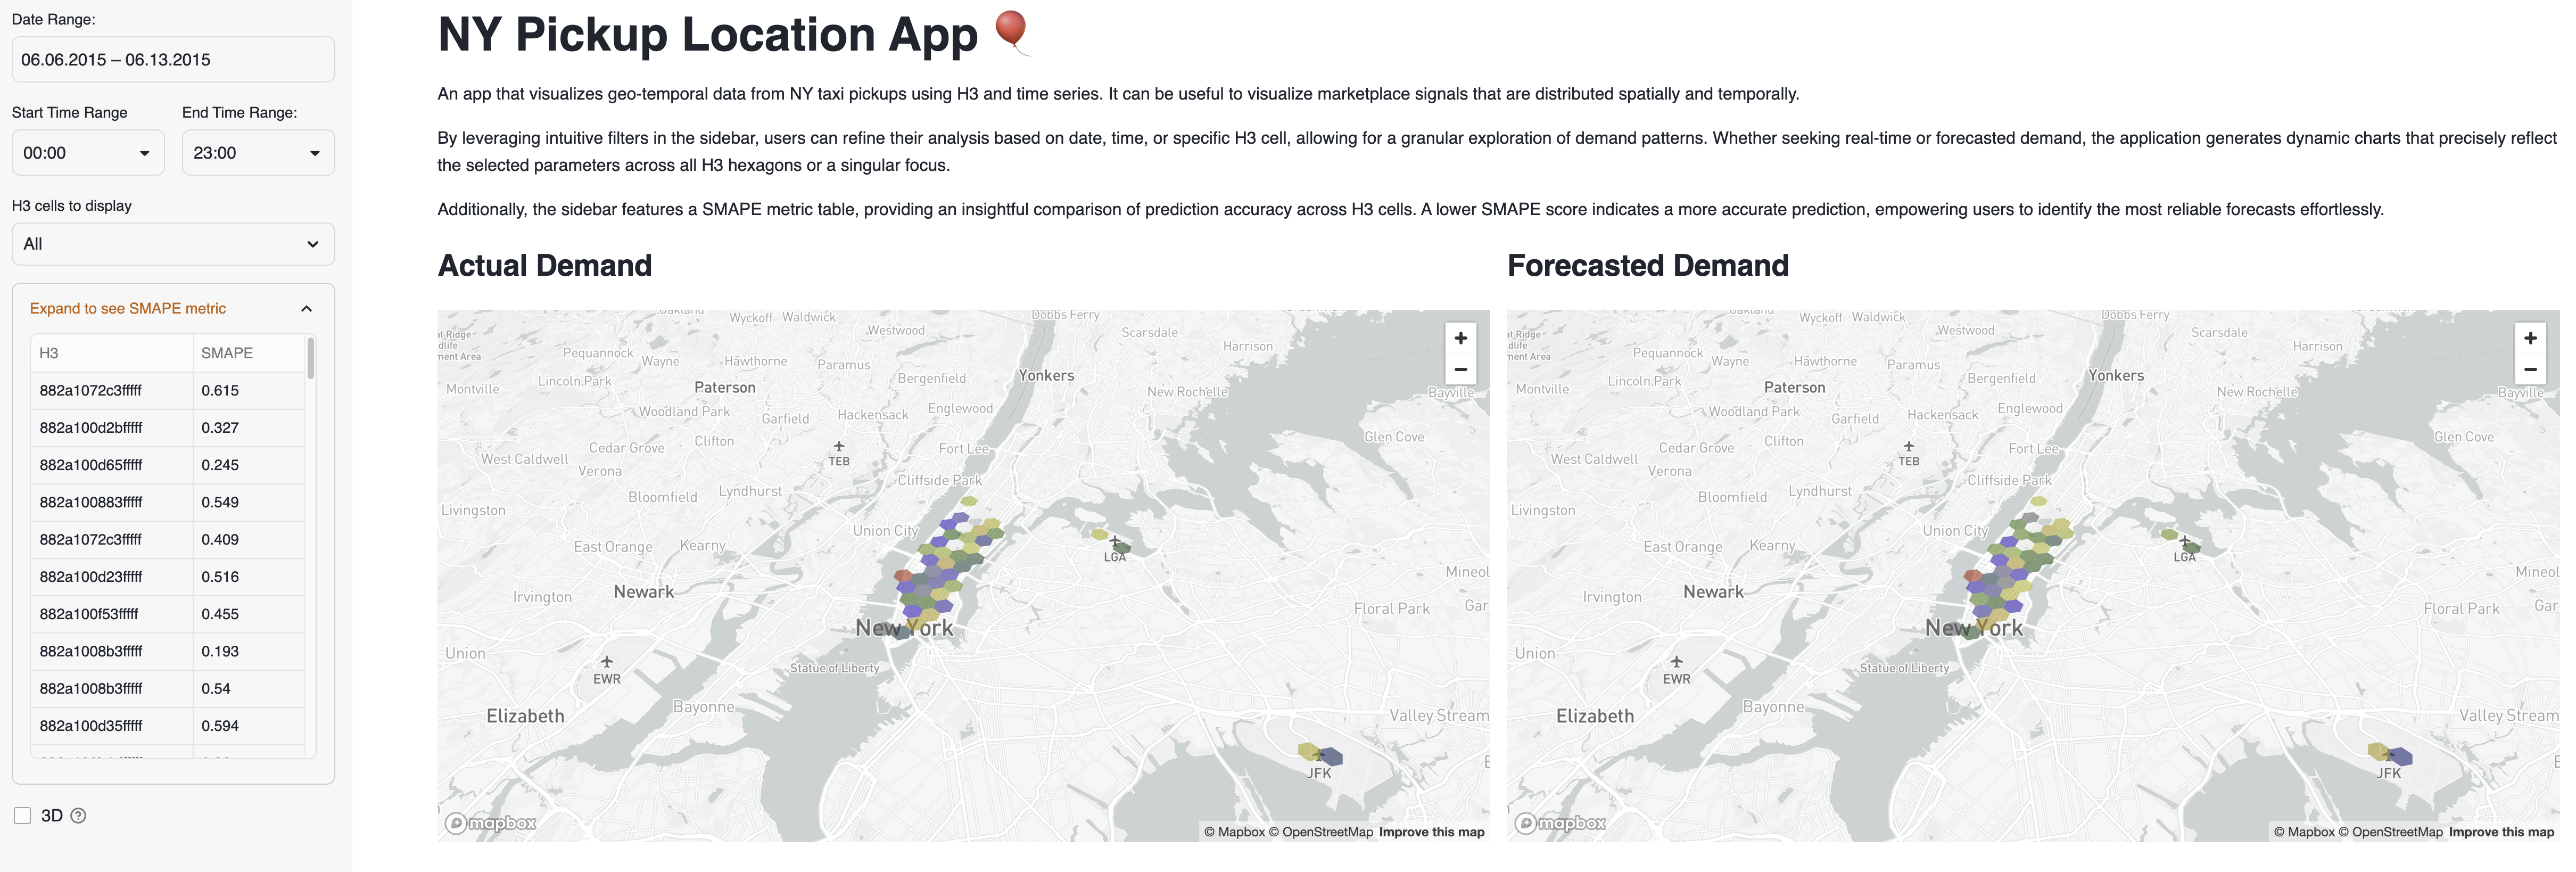 Date Range:
06.06.2015 – 06.13.2015
Start Time Range
End Time Range:
00:00
23:00
H3 cells to display
All
Expand to see SMAPE metric
H3 SMAPE
882a1072c3fffff 0.615
882a100d2bfffff 0.327
882a100d65fffff 0.245
882a100883fffff 0.549
882a1072c3fffff 0.409
882a100d23fffff 0.516
882a100f53fffff 0.455
882a1008b3fffff 0.193
882a1008b3fffff 0.54
882a100d35fffff 0.594
3D ?
NY Pickup Location App
An app that visualizes geo-temporal data from NY taxi pickups using H3 and time series. It can be useful to visualize marketplace signals that are distributed spatially and temporally.
By leveraging intuitive filters in the sidebar, users can refine their analysis based on date, time, or specific H3 cell, allowing for a granular exploration of demand patterns. Whether seeking real-time or forecasted demand, the application generates dynamic charts that precisely reflect
the selected parameters across all H3 hexagons or a singular focus.
Additionally, the sidebar features a SMAPE metric table, providing an insightful comparison of prediction accuracy across H3 cells. A lower SMAPE score indicates a more accurate prediction, empowering users to identify the most reliable forecasts effortlessly.
Actual Demand
Oakland
Wyckoff
Waldwick
Dobbs Ferry
at Ridge
dlife
ment Area
Westwood
Scarsdale
Harrison
Pequannock
Wayne
Hawthorne
Paramus
Yonkers
Montville
Lincoln Park
Paterson
Bergenfield
New Rochelle
Bayville
Woodland Park
Garfield
Hackensack
Englewood
Cedar Grove
Clifton
Fort Lee
Glen Cove
West Caldwell
Verona
TEB
Cliffside Park
Bloomfield
Lyndhurst
Livingston
Union City
East Orange
Kearny
LGA
Mineol
Irvington
Newark
Floral Park
Gar
New York
Union
EWR
Statue of Liberty
Elizabeth
Bayonne
Valley Stream
JFK
mapbox
© Mapbox © OpenStreetMap Improve this map
Forecasted Demand
Oakland
Wyckoff
Waldwick
Dobbs Ferry
at Ridge
dlife
ment Area
Westwood
Scarsdale
Harrison
Pequannock
Wayne
Hawthorne
Paramus
Yonkers
Montville
Lincoln Park
Paterson
Bergenfield
New Rochelle
Bayville
Woodland Park
Garfield
Hackensack
Englewood
Cedar Grove
Clifton
Fort Lee
Glen Cove
West Caldwell
Verona
TEB
Cliffside Park
Bloomfield
Lyndhurst
Livingston
Union City
East Orange
Kearny
LGA
Mineol
Irvington
Newark
Floral Park
Gar
New York
Union
EWR
Statue of Liberty
Elizabeth
Bayonne
Valley Stream
JFK
mapbox
© Mapbox © OpenStreetMap Improve this map